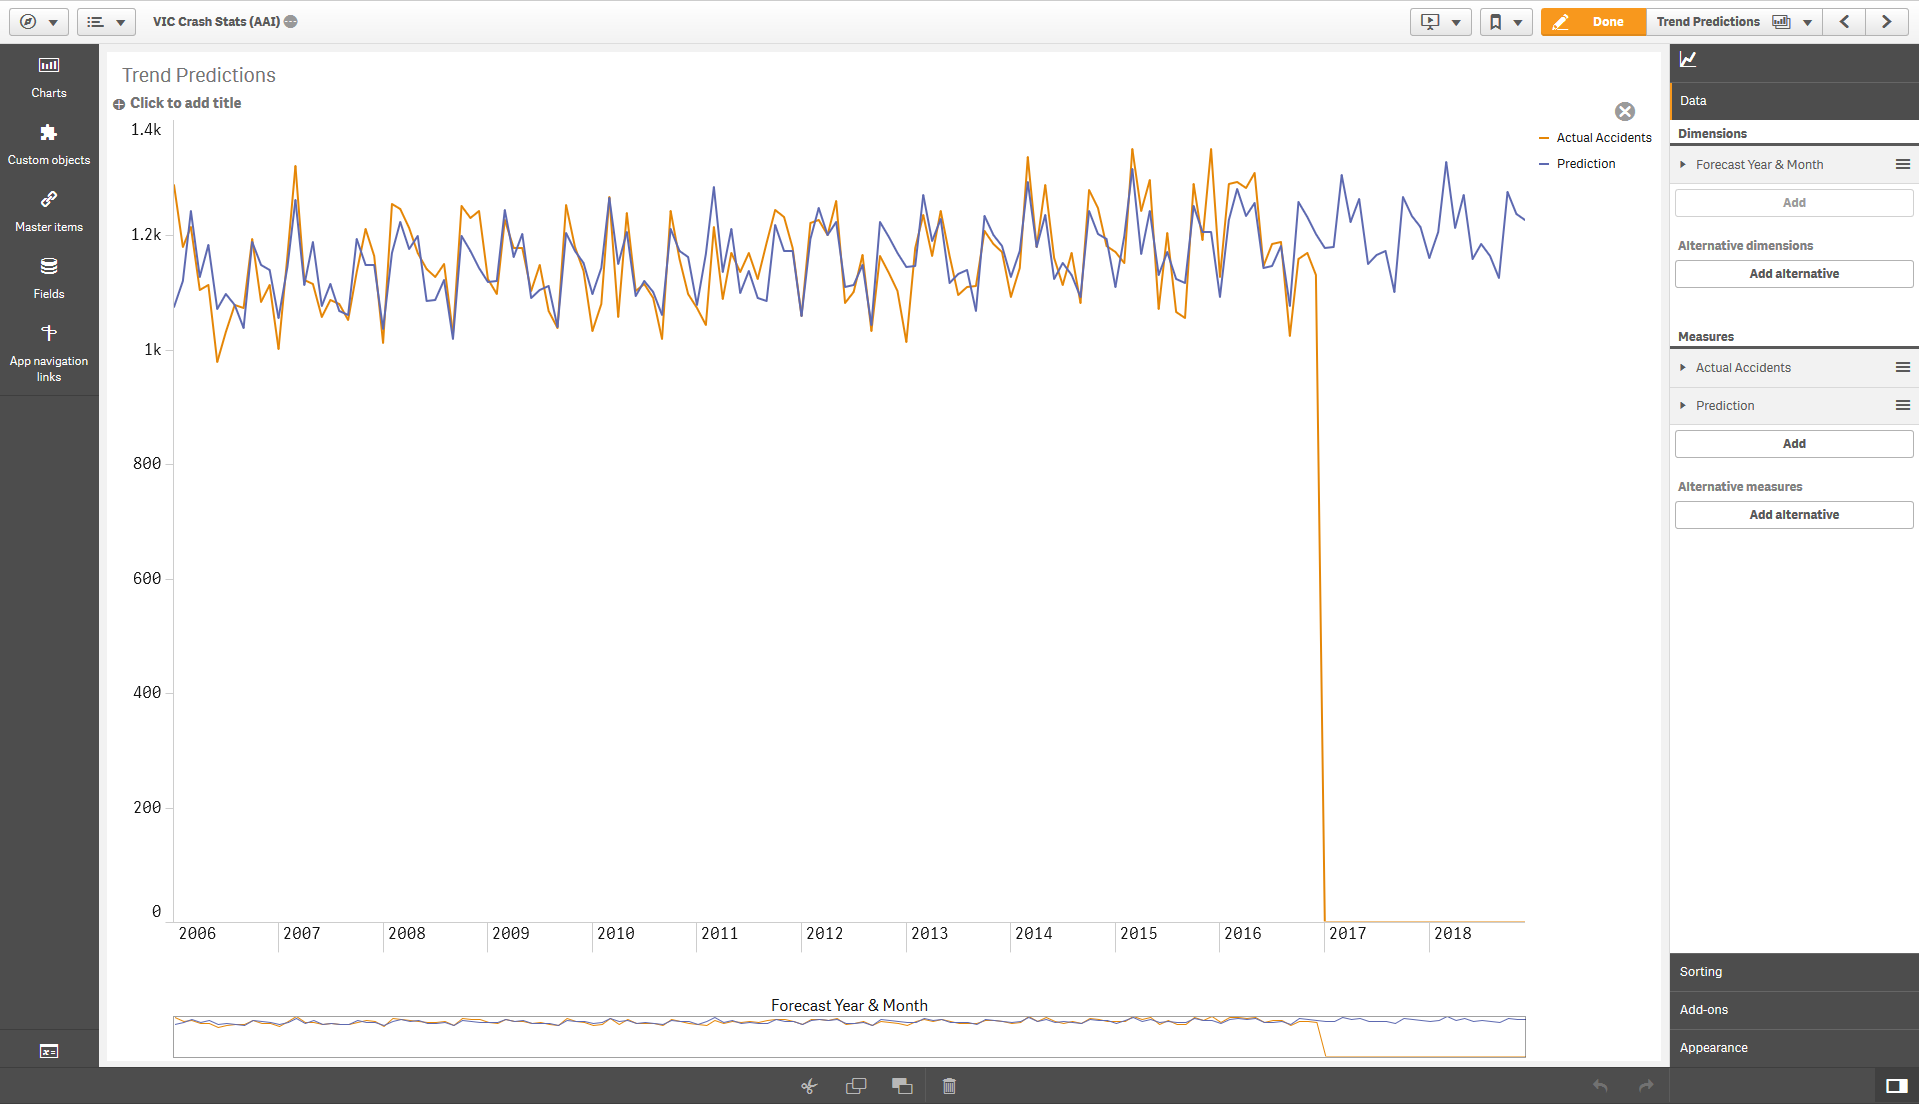 VIC Crash Stats (AAI)
Done
Trend Predictions
Charts
Custom objects
Master items
Fields
App navigation
links
Trend Predictions
Click to add title
1.4k
1.2k
1k
800
600
400
200
0
2006 2007 2008 2009 2010 2011 2012 2013 2014 2015 2016 2017 2018
Forecast Year & Month
Actual Accidents
Prediction
Data
Dimensions
Forecast Year & Month
Add
Alternative dimensions
Add alternative
Measures
Actual Accidents
Prediction
Add
Alternative measures
Add alternative
Sorting
Add-ons
Appearance